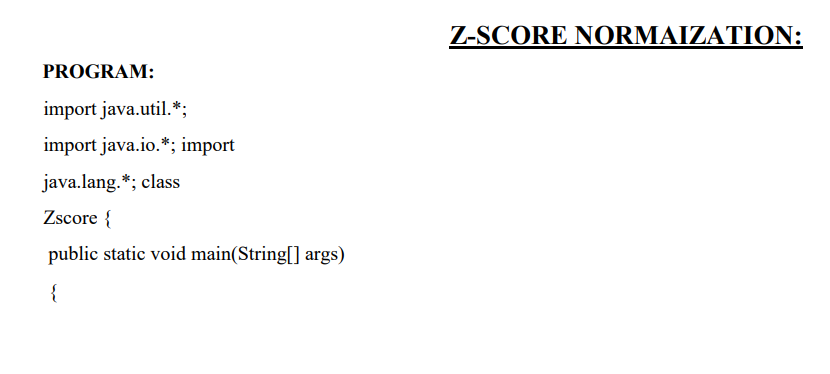 Z-SCORE NORMAIZATION:
PROGRAM:
import java.util.*;
import java.io.*; import
java.lang.*; class
Zscore {
public static void main(String[] args)
{